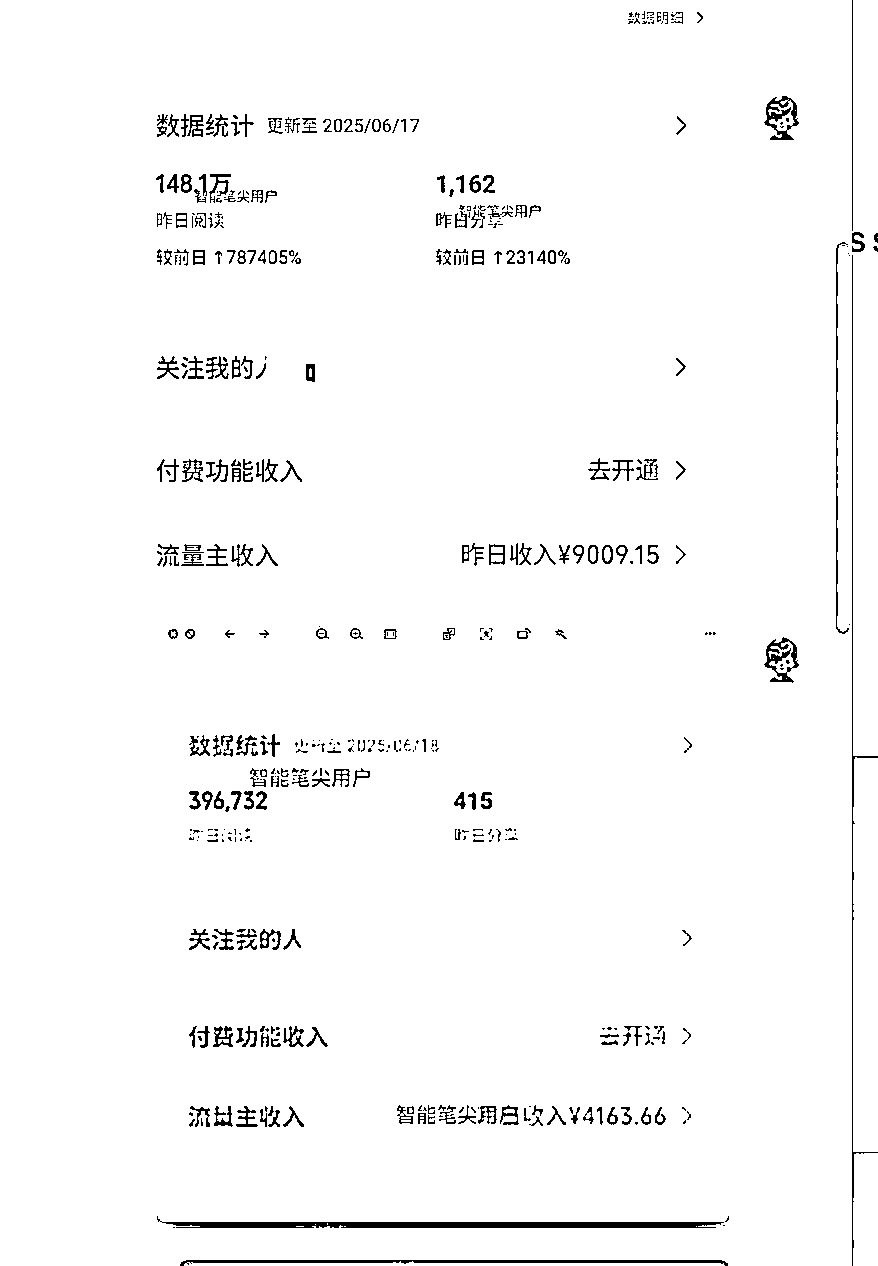 数据明细
数据统计 更新至 2025/06/17
148.1万 1,162
智能笔尖用户 智能笔尖用户
昨日阅读 昨日分享
较前日 ↑787405% 较前日 ↑23140%
关注我的人
付费功能收入 去开通
流量主收入 昨日收入¥9009.15
S S
数据统计 更新至 2025/06/18
智能笔尖用户
396,732 415
昨日阅读 昨日分享
关注我的人
付费功能收入 去开通
流量主收入 智能笔尖用户收入¥4163.66